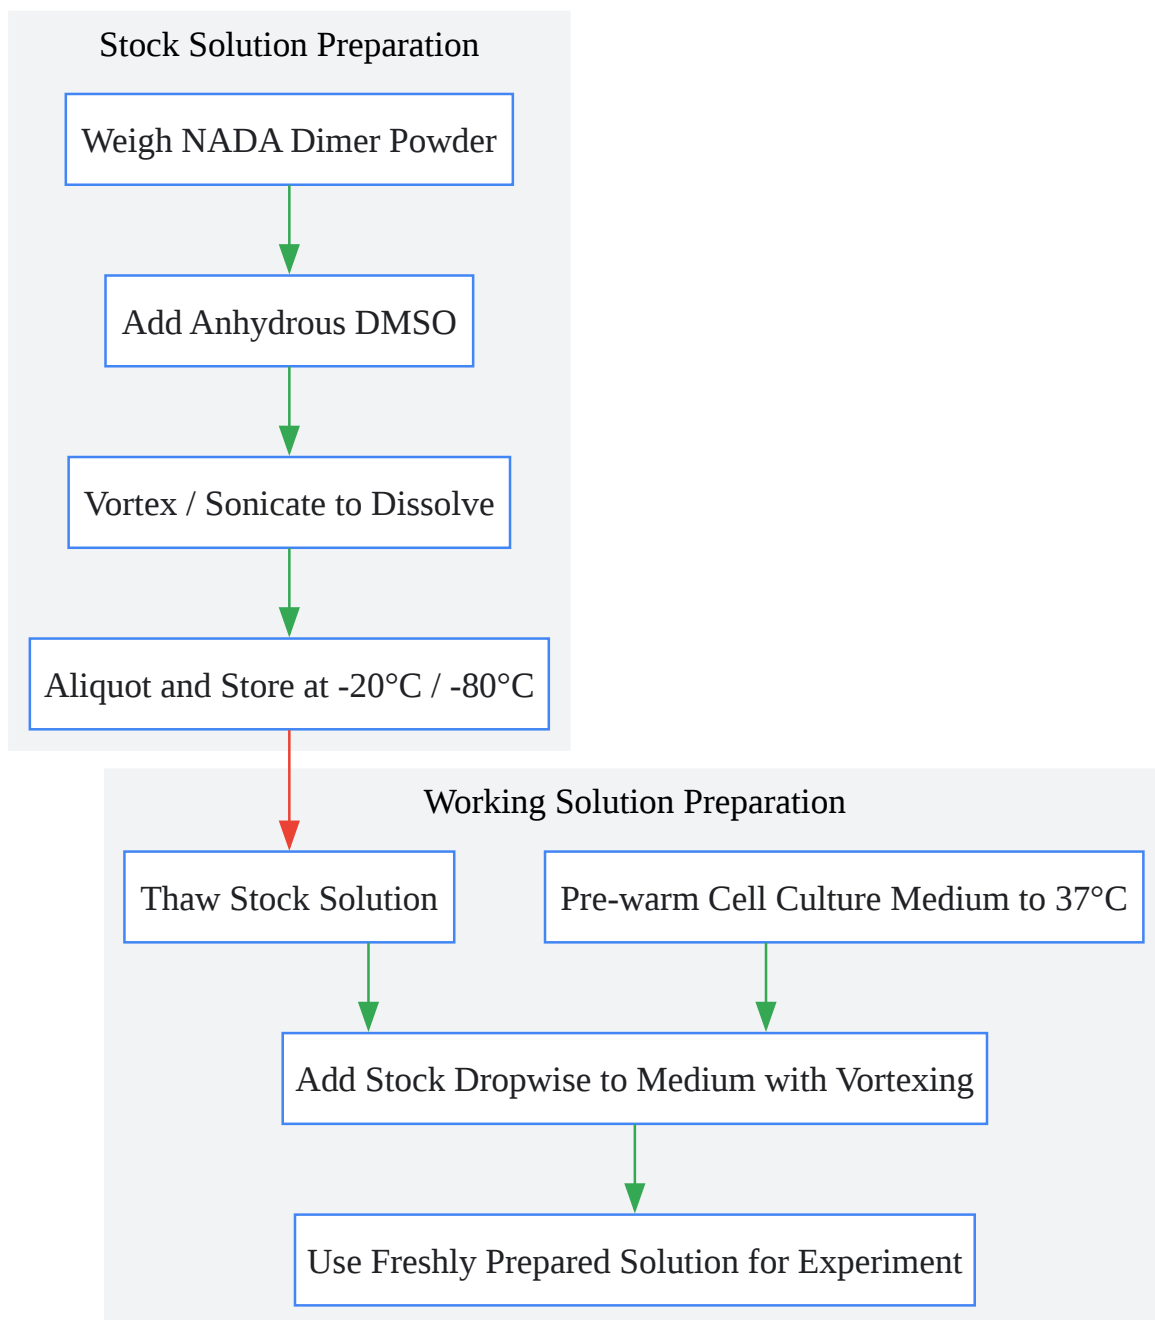 Stock Solution Preparation
Weigh NADA Dimer Powder
Add Anhydrous DMSO
Vortex / Sonicate to Dissolve
Aliquot and Store at -20°C / -80°C
Working Solution Preparation
Thaw Stock Solution
Pre-warm Cell Culture Medium to 37°C
Add Stock Dropwise to Medium with Vortexing
Use Freshly Prepared Solution for Experiment